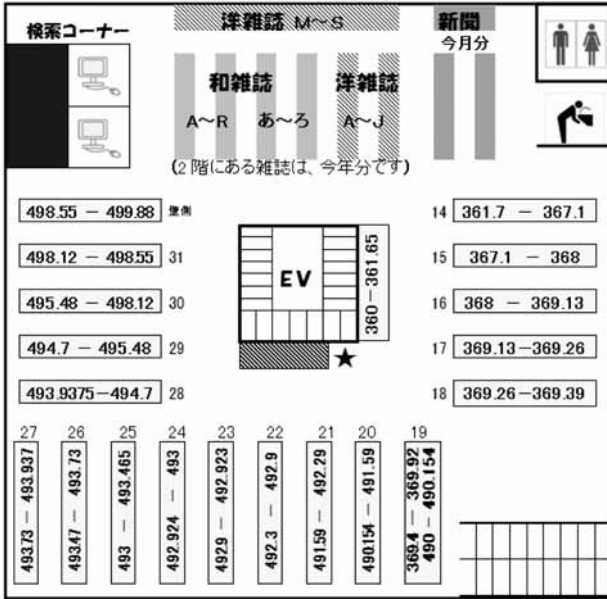 検索コーナー
洋雑誌 M～S
新聞
今月分
和雑誌
洋雑誌
A～R
あ～ろ
A～J
(2階にある雑誌は、今年分です)
498.55 － 499.88 壁側
498.12 － 498.55 31
495.48 － 498.12 30
494.7 － 495.48 29
493.9375－494.7 28
EV
360－361.65
★
14 361.7 － 367.1
15 367.1 － 368
16 368 － 369.13
17 369.13－369.26
18 369.26－369.39
27
493.73 － 493.937
26
493.47 － 493.73
25
493 － 493.465
24
492.924 － 493
23
492.9 － 492.923
22
492.3 － 492.9
21
491.59 － 492.29
20
490.154 － 491.59
19
369.4 － 369.92
490 － 490.154